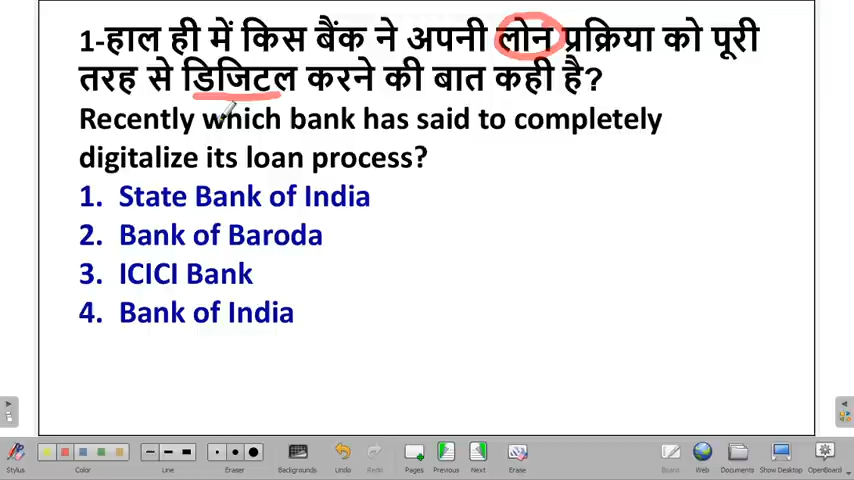 1-हाल ही में किस बैंक ने अपनी लोन प्रक्रिया को पूरी
तरह से डिजिटल करने की बात कही है?
Recently which bank has said to completely
digitalize its loan process?
1. State Bank of India
2. Bank of Baroda
3. ICICI Bank
4. Bank of India
Stylus Color Line Eraser Backgrounds Undo Redo Pages Previous Next Erase Board Web Documents Show Desktop OpenBoard